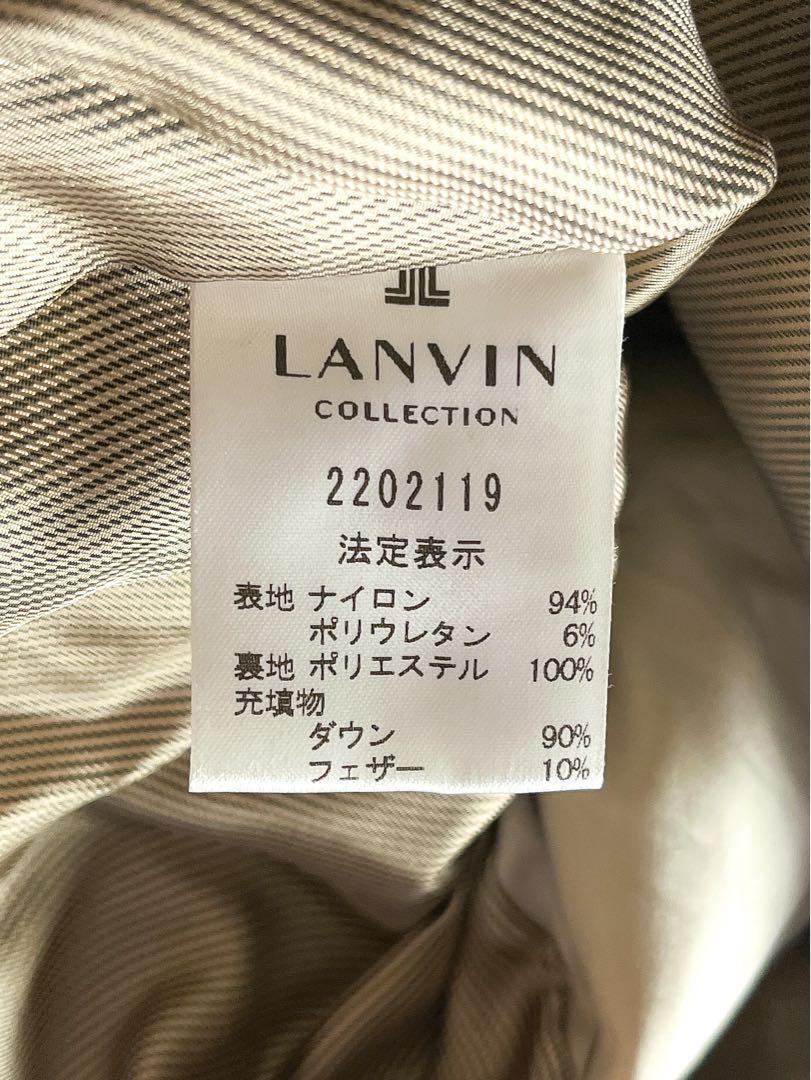 LANVIN
COLLECTION
2202119
法定表示
表地 ナイロン 94%
ポリウレタン 6%
裏地 ポリエステル 100%
充填物
ダウン 90%
フェザー 10%